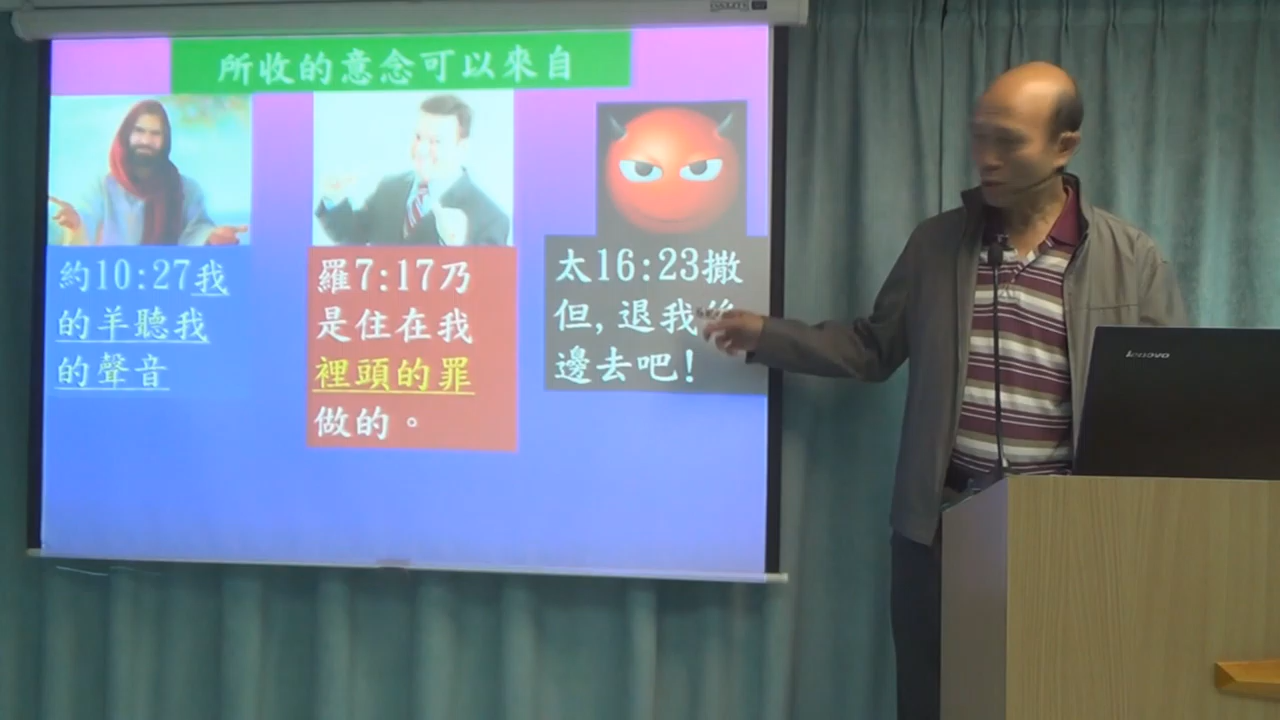 所收的意念可以來自
約10:27我
的羊聽我
的聲音
羅7:17乃
是住在我
裡頭的罪
做的。
太16:23撒
但,退我後
邊去吧!
lenovo